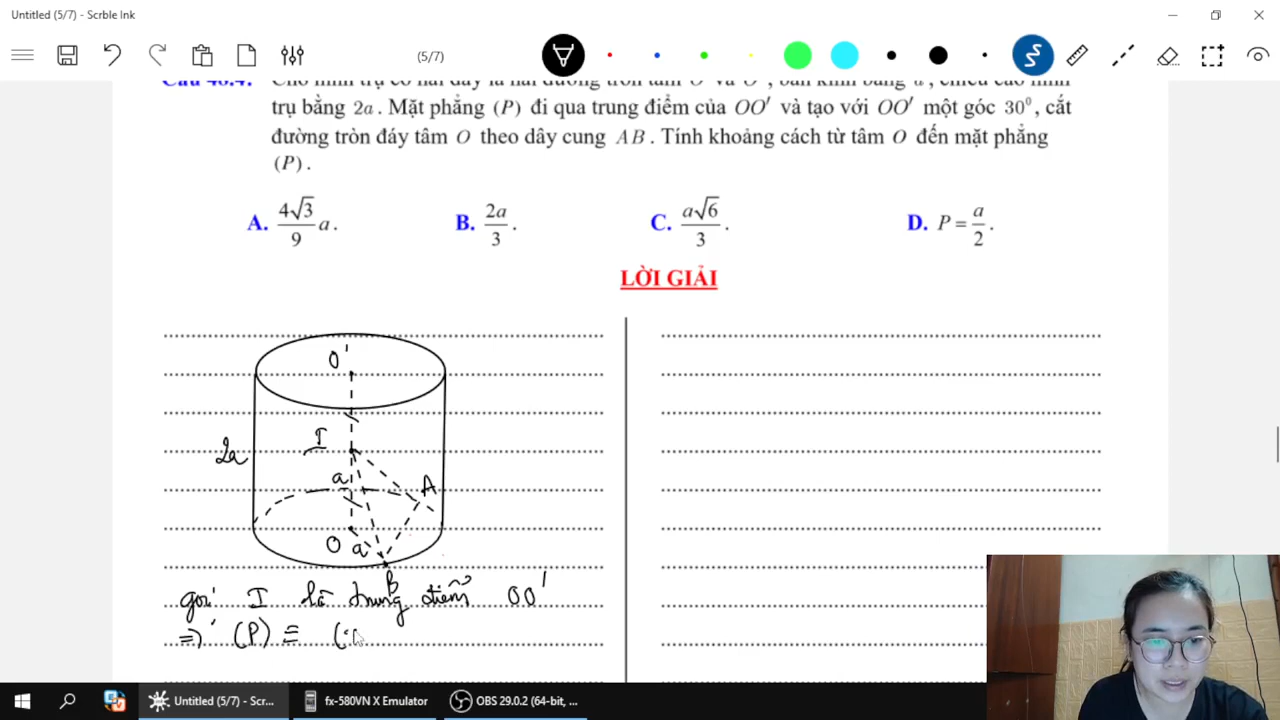 Untitled (5/7) - Scrble Ink
(5/7)
trụ bằng 2a. Mặt phẳng (P) đi qua trung điểm của OO' và tạo với OO' một góc 30⁰, cắt
đường tròn đáy tâm O theo dây cung AB. Tính khoảng cách từ tâm O đến mặt phẳng
(P).
A. 4√3/9 a. B. 2a/3. C. a√6/3. D. P = a/2.
LỜI GIẢI
O'
I
2a
a
A
O a
B
gọi I là trung điểm OO'
=> (P) ≡ (
Untitled (5/7) - Scr...
fx-580VN X Emulator
OBS 29.0.2 (64-bit, ...